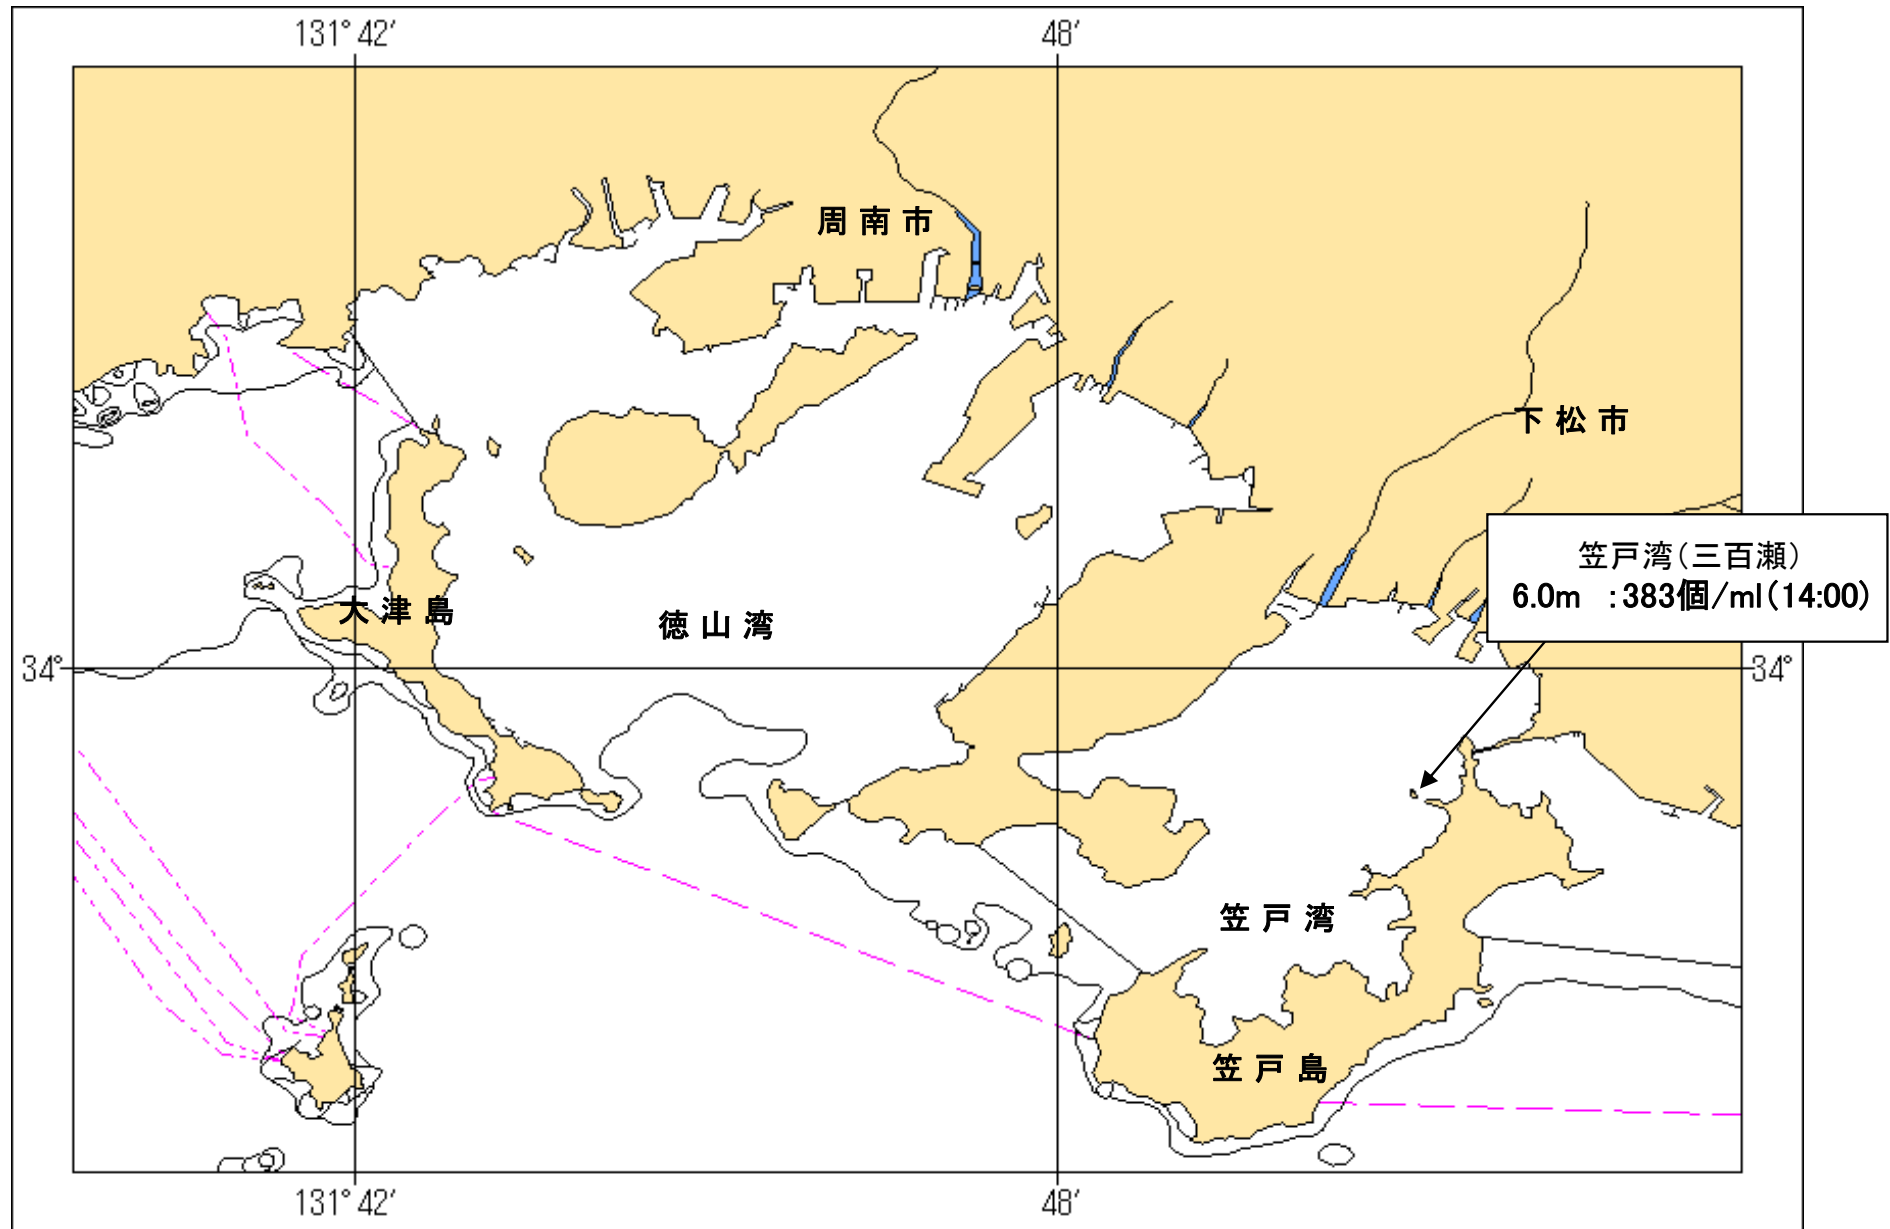 131°42′ 48′
周南市
下松市
笠戸湾(三百瀬)
6.0m :383個/ml(14:00)
大津島
徳山湾
34° 34°
笠戸湾
笠戸島
131°42′ 48′